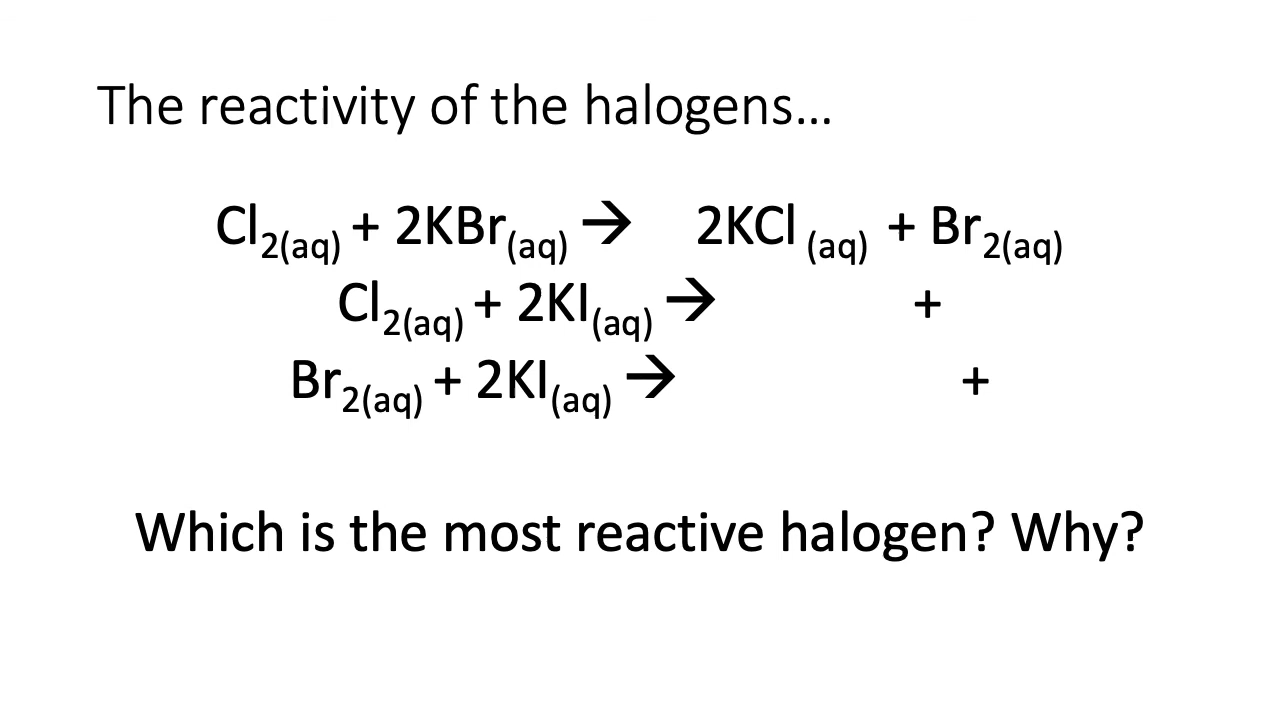 The reactivity of the halogens...
Cl2(aq) + 2KBr(aq) → 2KCl (aq) + Br2(aq)
Cl2(aq) + 2KI(aq) → +
Br2(aq) + 2KI(aq) → +
Which is the most reactive halogen? Why?